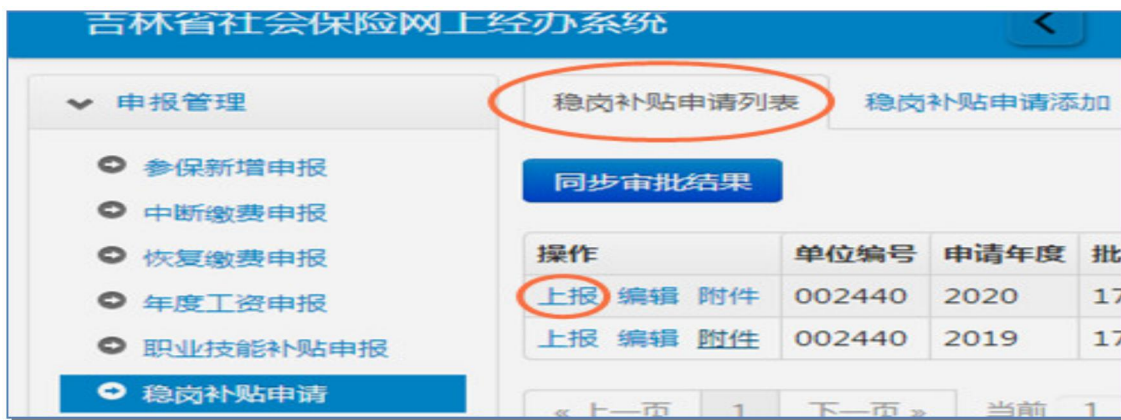 吉林省社会保险网上经办系统
申报管理
参保新增申报
中断缴费申报
恢复缴费申报
年度工资申报
职业技能补贴申报
稳岗补贴申请
稳岗补贴申请列表 稳岗补贴申请添加
同步审批结果
操作 单位编号 申请年度 批
上报 编辑 附件 002440 2020 17
上报 编辑 附件 002440 2019 17
« 上一页 1 下一页 » 当前 1